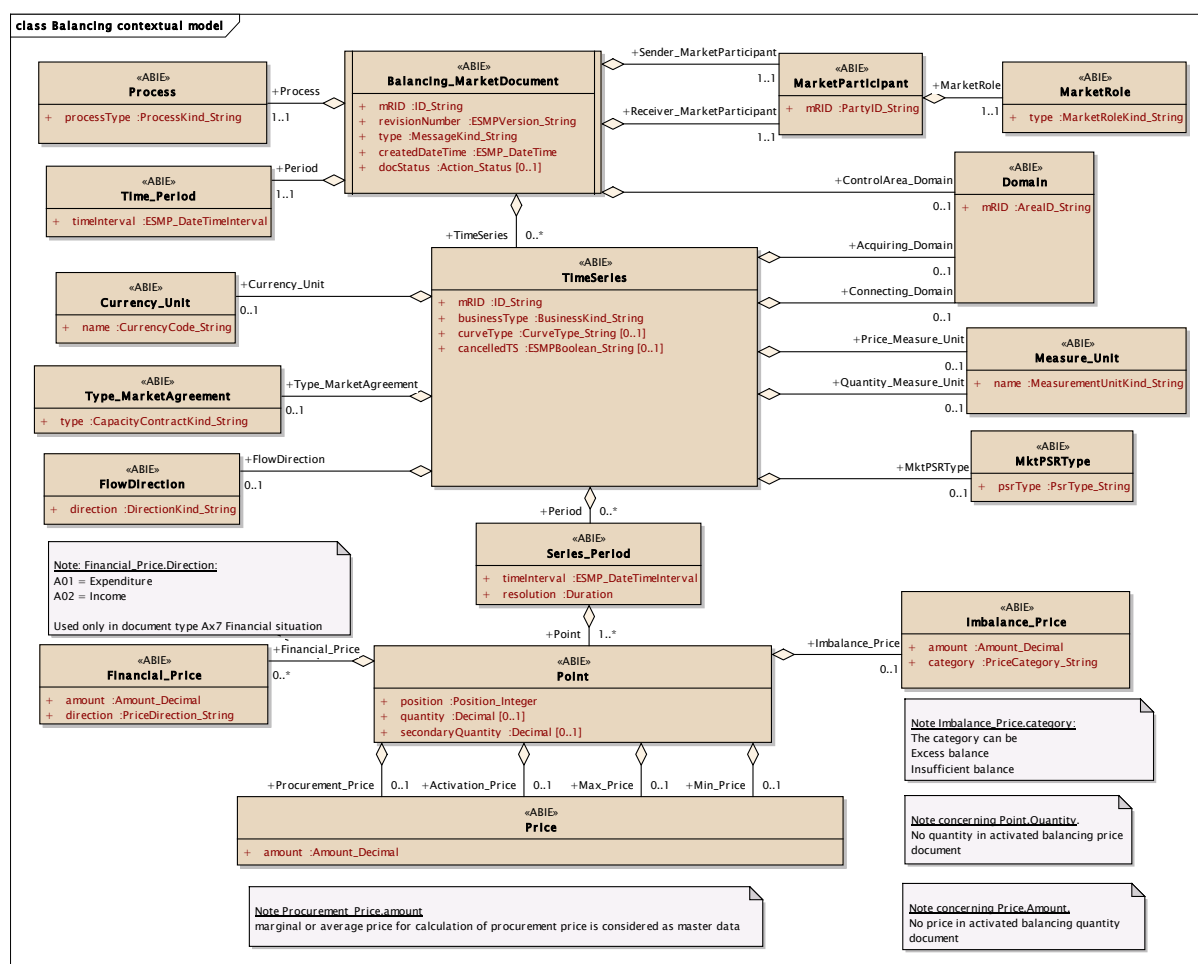 class Balancing contextual model
«ABIE»
Process
+ processType :ProcessKind_String
+Process
1..1
«ABIE»
Balancing_MarketDocument
+ mRID :ID_String
+ revisionNumber :ESMPVersion_String
+ type :MessageKind_String
+ createdDateTime :ESMP_DateTime
+ docStatus :Action_Status [0..1]
+Sender_MarketParticipant
1..1
+Receiver_MarketParticipant
1..1
«ABIE»
MarketParticipant
+ mRID :PartyID_String
+MarketRole
1..1
«ABIE»
MarketRole
+ type :MarketRoleKind_String
«ABIE»
Time_Period
+ timeInterval :ESMP_DateTimeInterval
+Period
1..1
+ControlArea_Domain
0..1
«ABIE»
Domain
+ mRID :AreaID_String
+TimeSeries
0..*
+Acquiring_Domain
0..1
+Connecting_Domain
0..1
«ABIE»
TimeSeries
+ mRID :ID_String
+ businessType :BusinessKind_String
+ curveType :CurveType_String [0..1]
+ cancelledTS :ESMPBoolean_String [0..1]
«ABIE»
Currency_Unit
+ name :CurrencyCode_String
+Currency_Unit
0..1
+Price_Measure_Unit
0..1
+Quantity_Measure_Unit
0..1
«ABIE»
Measure_Unit
+ name :MeasurementUnitKind_String
«ABIE»
Type_MarketAgreement
+ type :CapacityContractKind_String
+Type_MarketAgreement
0..1
«ABIE»
FlowDirection
+ direction :DirectionKind_String
+FlowDirection
0..1
+MktPSRType
0..1
«ABIE»
MktPSRType
+ psrType :PsrType_String
+Period
0..*
«ABIE»
Series_Period
+ timeInterval :ESMP_DateTimeInterval
+ resolution :Duration
Note: Financial_Price.Direction:
A01 = Expenditure
A02 = Income
Used only in document type Ax7 Financial situation
+Point
1..*
+Financial_Price
0..*
«ABIE»
Financial_Price
+ amount :Amount_Decimal
+ direction :PriceDirection_String
«ABIE»
Point
+ position :Position_Integer
+ quantity :Decimal [0..1]
+ secondaryQuantity :Decimal [0..1]
+Imbalance_Price
0..1
«ABIE»
Imbalance_Price
+ amount :Amount_Decimal
+ category :PriceCategory_String
Note Imbalance_Price.category:
The category can be
Excess balance
Insufficient balance
+Procurement_Price
0..1
+Activation_Price
0..1
+Max_Price
0..1
+Min_Price
0..1
«ABIE»
Price
+ amount :Amount_Decimal
Note concerning Point.Quantity.
No quantity in activated balancing price
document
Note Procurement_Price.amount
marginal or average price for calculation of procurement price is considered as master data
Note concerning Price.Amount.
No price in activated balancing quantity
document